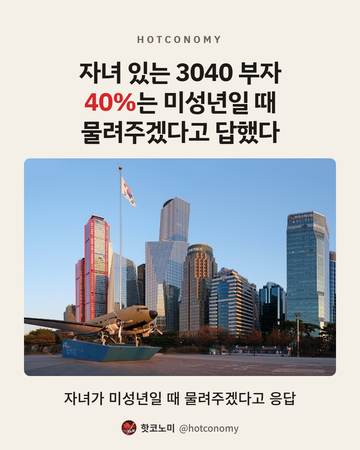 HOTCONOMY
자녀 있는 3040 부자
40%는 미성년일 때
물려주겠다고 답했다
자녀가 미성년일 때 물려주겠다고 응답
핫코노미 @hotconomy